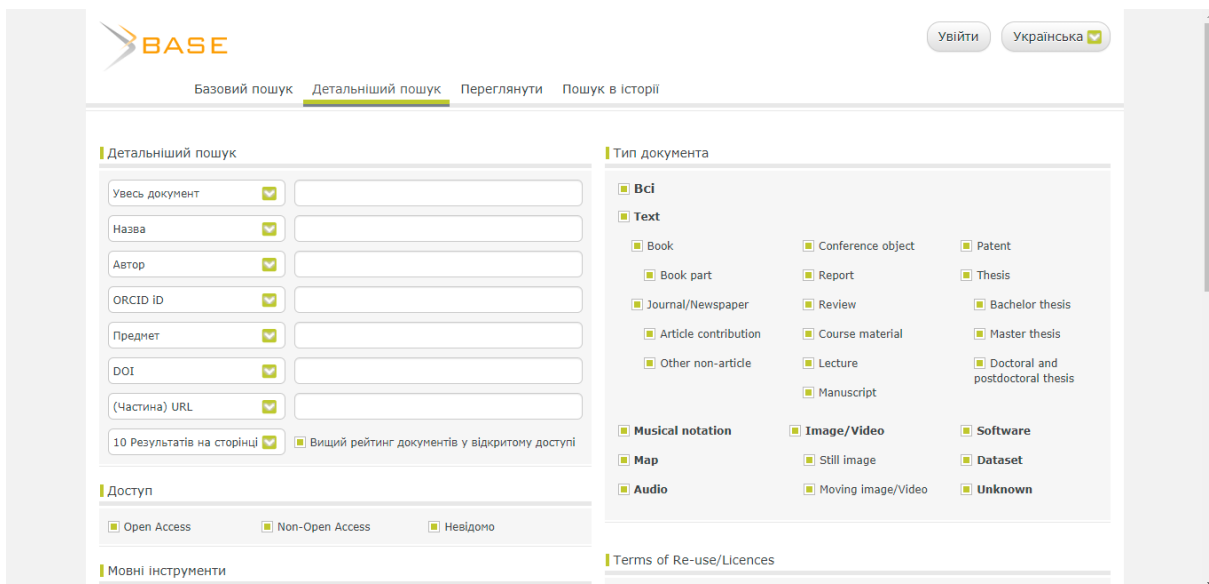 BASE
Увійти
Українська
Базовий пошук Детальніший пошук Переглянути Пошук в історії
Детальніший пошук
Увесь документ
Назва
Автор
ORCID iD
Предмет
DOI
(Частина) URL
10 Результатів на сторінці Вищий рейтинг документів у відкритому доступі
Доступ
Open Access Non-Open Access Невідомо
Мовні інструменти
Тип документа
Всі
Text
Book Conference object Patent
Book part Report Thesis
Journal/Newspaper Review Bachelor thesis
Article contribution Course material Master thesis
Other non-article Lecture Doctoral and
postdoctoral thesis
Manuscript
Musical notation Image/Video Software
Map Still image Dataset
Audio Moving image/Video Unknown
Terms of Re-use/Licences